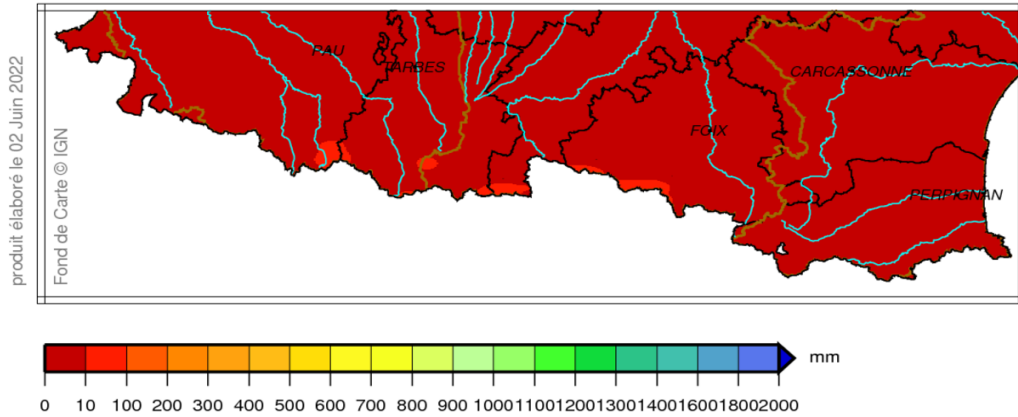 produit élaboré le 02 Juin 2022
Fond de Carte © IGN
PAU
TARBES
CARCASSONNE
FOIX
PERPIGNAN
mm
0 10 100 200 300 400 500 600 700 800 900 1000 1100 1200 1300 1400 1600 1800 2000